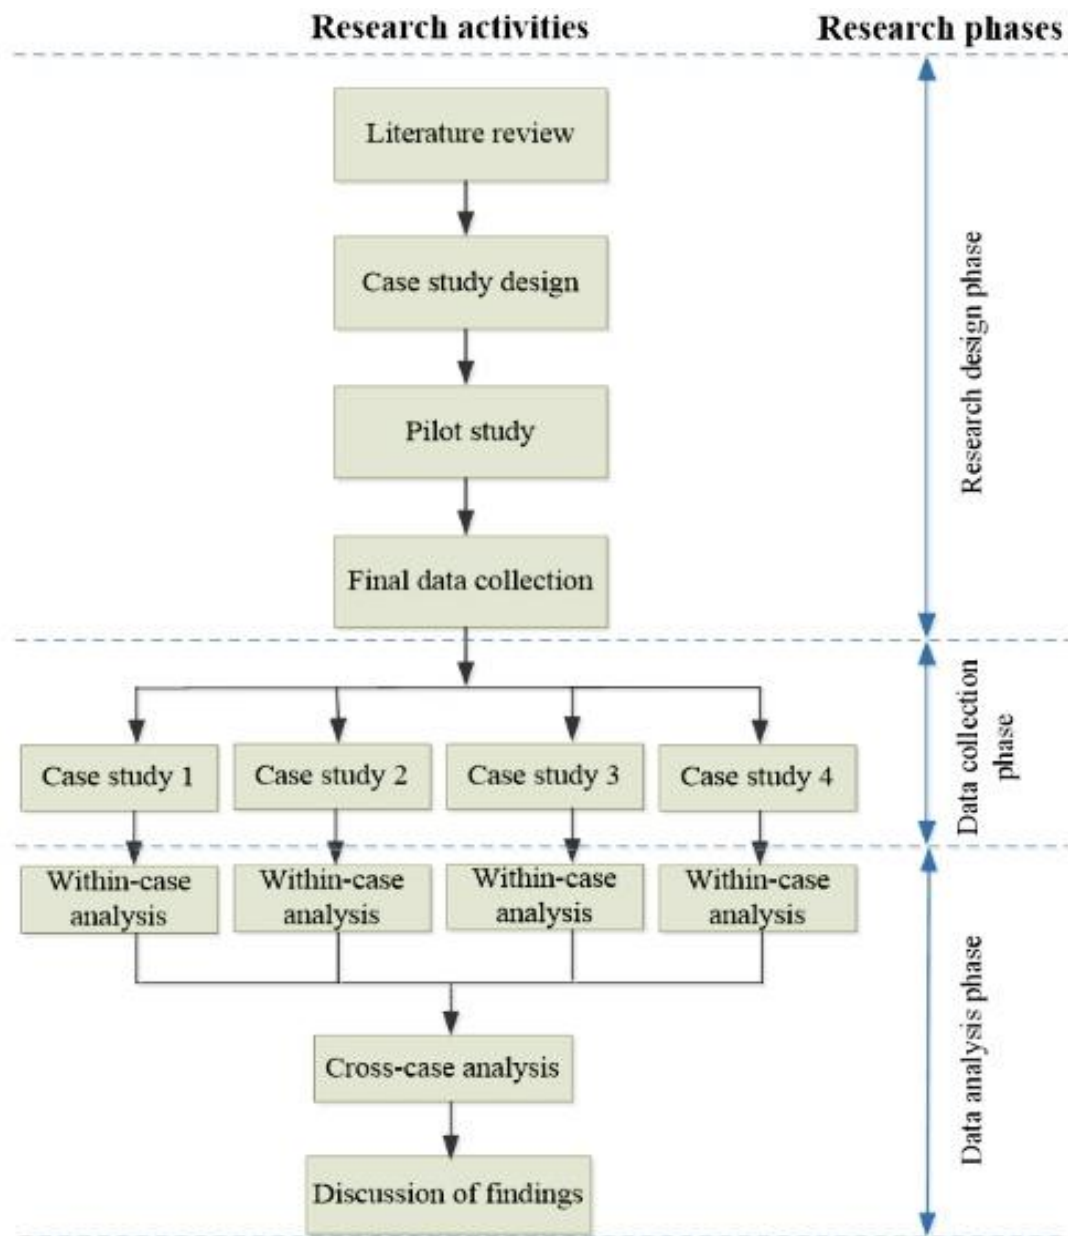 Research activities
Research phases
Literature review
Case study design
Pilot study
Final data collection
Research design phase
Case study 1
Case study 2
Case study 3
Case study 4
Data collection
phase
Within-case
analysis
Within-case
analysis
Within-case
analysis
Within-case
analysis
Cross-case analysis
Discussion of findings
Data analysis phase